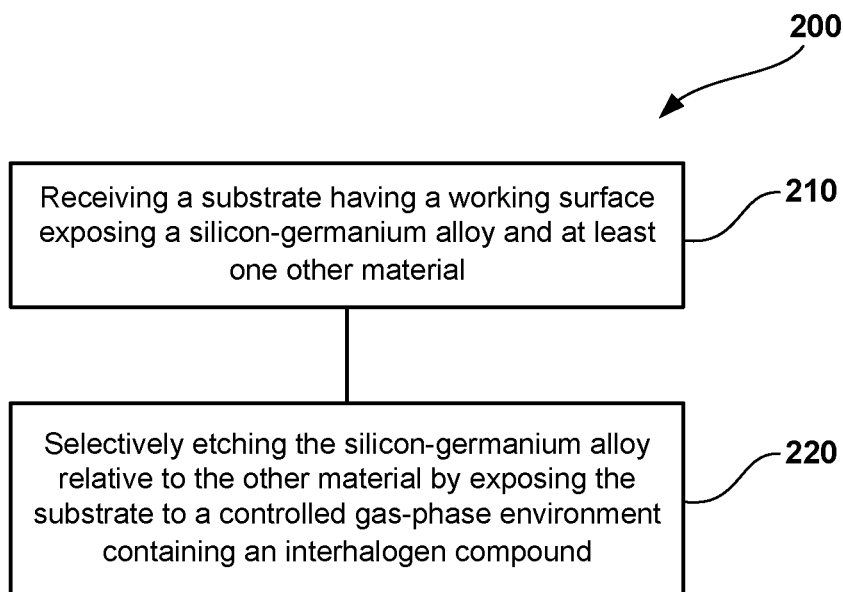 200
Receiving a substrate having a working surface
exposing a silicon-germanium alloy and at least
one other material
210
Selectively etching the silicon-germanium alloy
relative to the other material by exposing the
substrate to a controlled gas-phase environment
containing an interhalogen compound
220